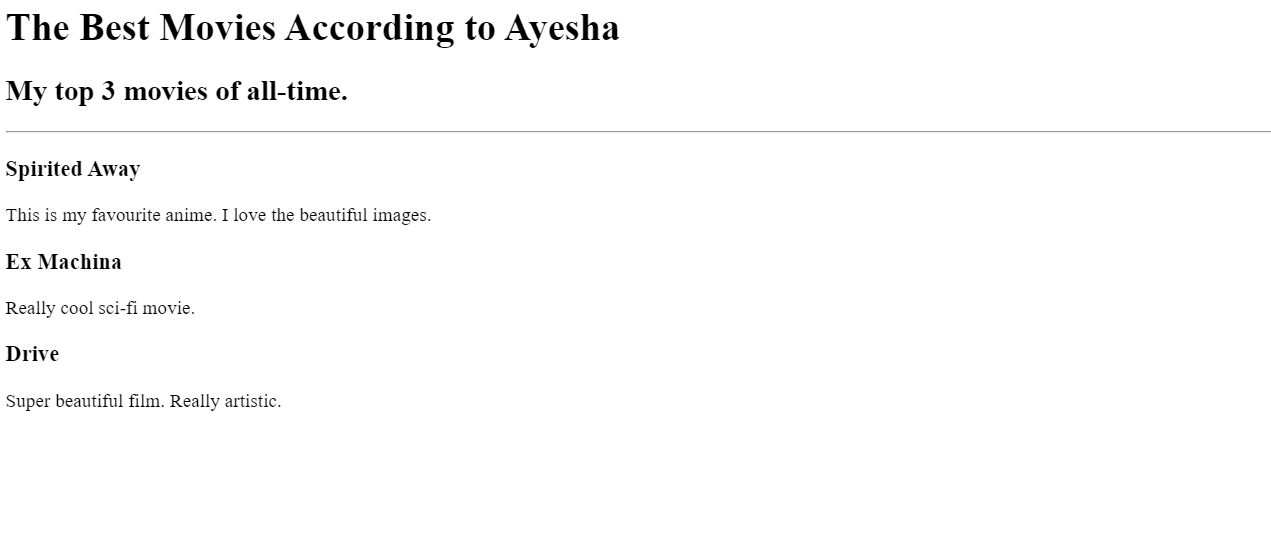 The Best Movies According to Ayesha
My top 3 movies of all-time.
Spirited Away
This is my favourite anime. I love the beautiful images.
Ex Machina
Really cool sci-fi movie.
Drive
Super beautiful film. Really artistic.